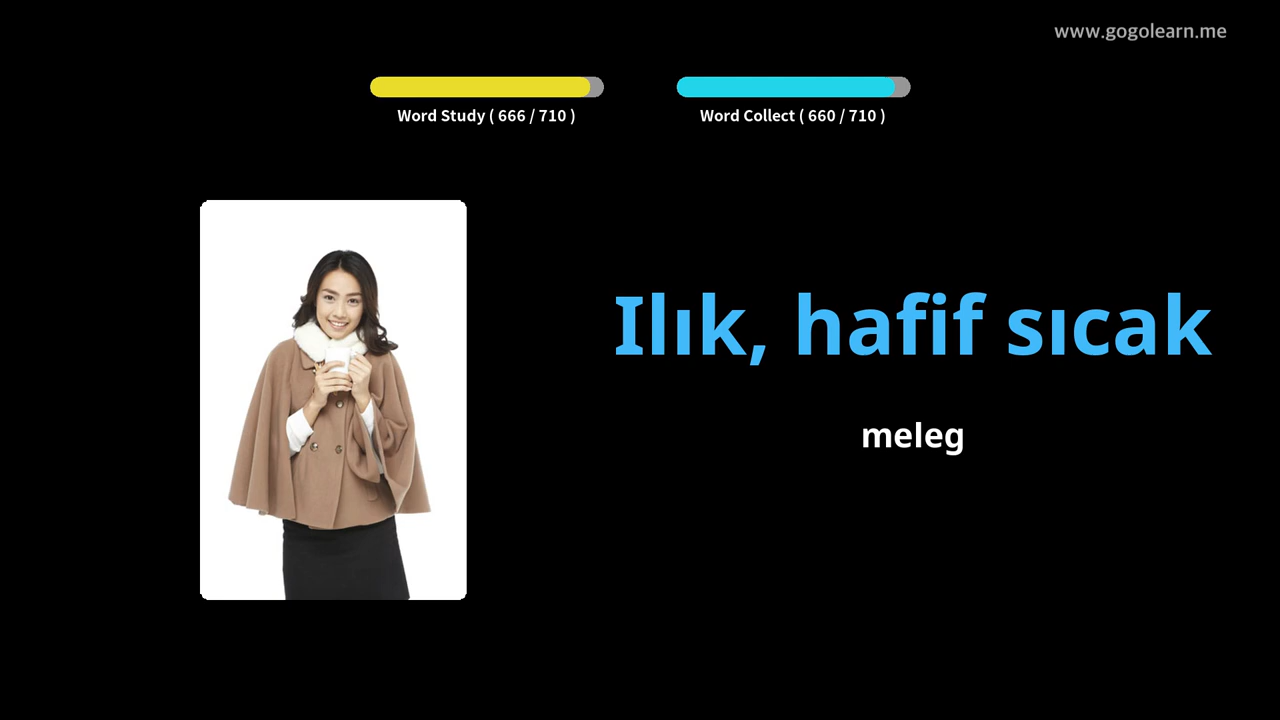 www.gogolearn.me
Word Study ( 666 / 710 )
Word Collect ( 660 / 710 )
Ilık, hafif sıcak
meleg